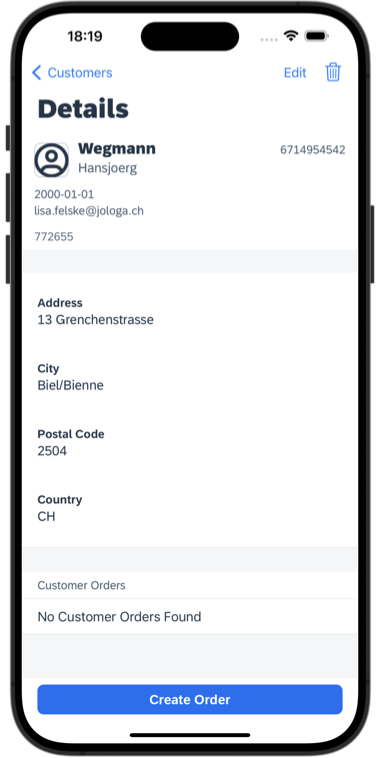 18:19
Customers
Edit
Details
Wegmann
6714954542
Hansjoerg
2000-01-01
lisa.felske@jologa.ch
772655
Address
13 Grenchenstrasse
City
Biel/Bienne
Postal Code
2504
Country
CH
Customer Orders
No Customer Orders Found
Create Order